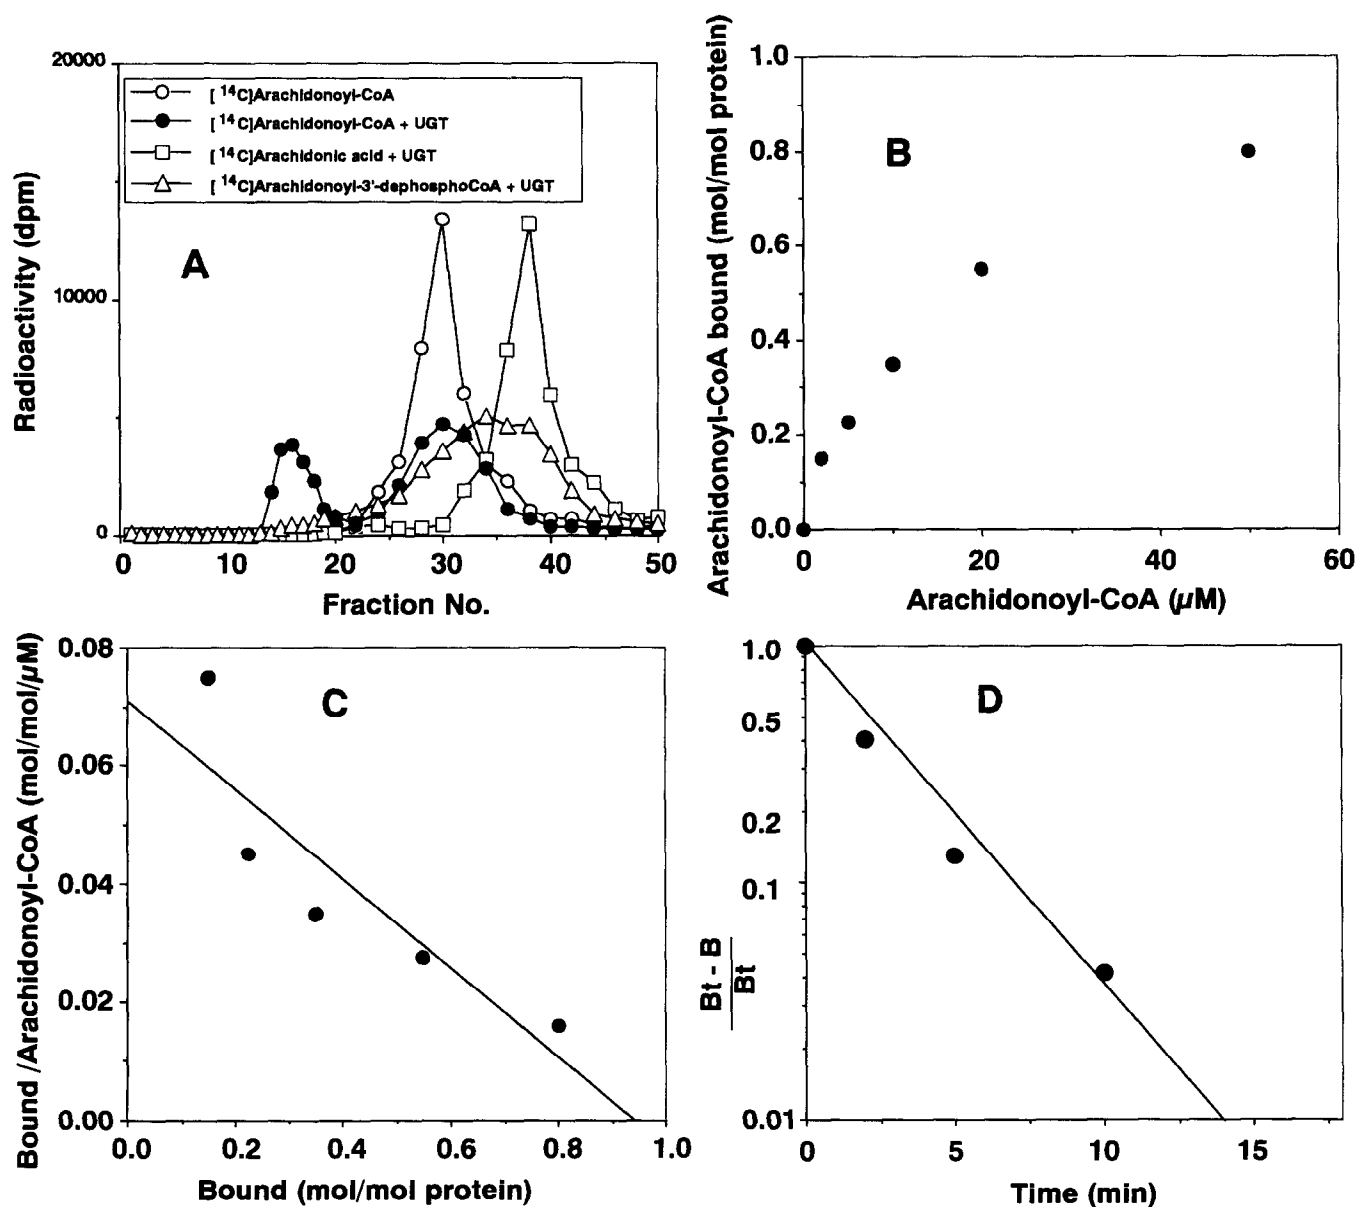 20000
10000
0
[ 14C]Arachidonoyl-CoA
[ 14C]Arachidonoyl-CoA + UGT
[ 14C]Arachidonic acid + UGT
[ 14C]Arachidonoyl-3'-dephosphoCoA + UGT
A
Radioactivity (dpm)
0 10 20 30 40 50
Fraction No.
1.0
0.8
0.6
0.4
0.2
0.0
B
Arachidonoyl-CoA bound (mol/mol protein)
0 20 40 60
Arachidonoyl-CoA (µM)
0.08
0.06
0.04
0.02
0.00
C
Bound /Arachidonoyl-CoA (mol/mol/µM)
0.0 0.2 0.4 0.6 0.8 1.0
Bound (mol/mol protein)
1.0
0.5
0.2
0.1
0.01
D
Bt - B
Bt
0 5 10 15
Time (min)